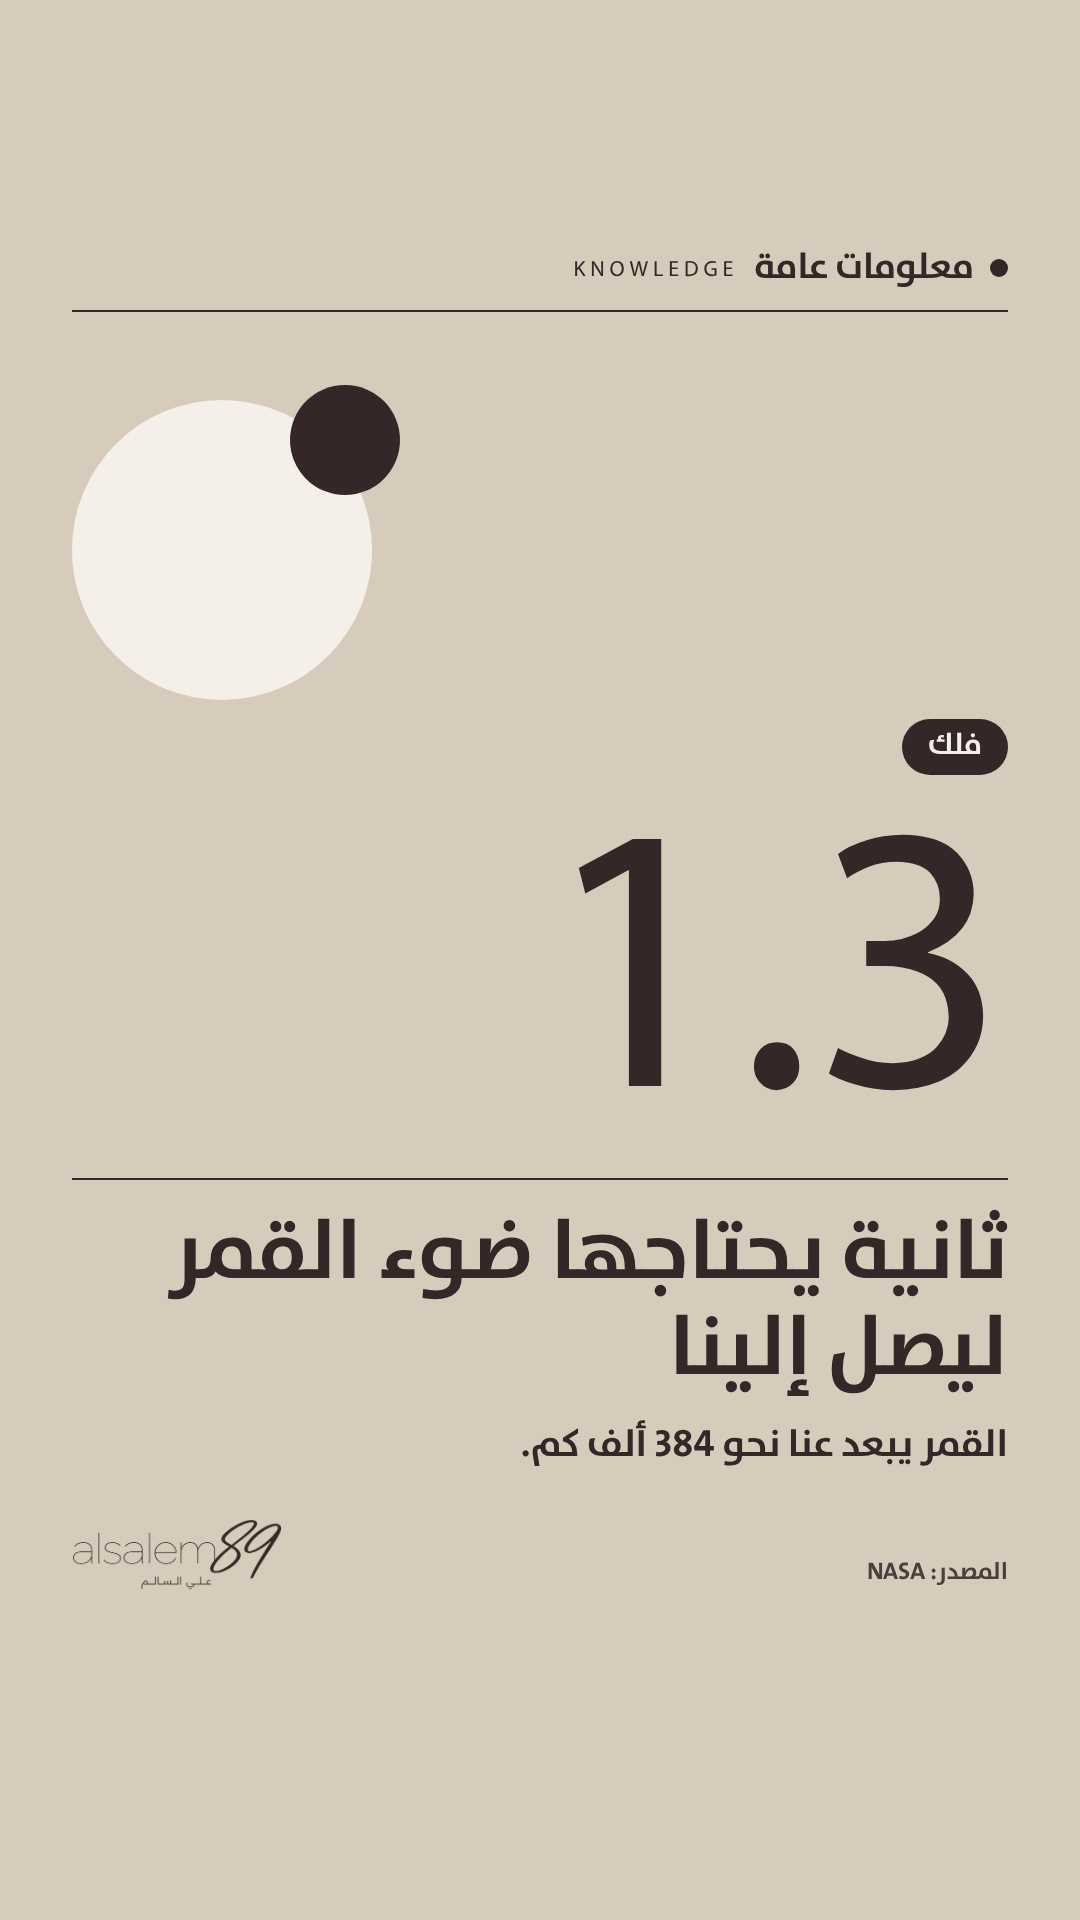 معلومات عامة KNOWLEDGE
فلك
1.3
ثانية يحتاجها ضوء القمر
ليصل إلينا
القمر يبعد عنا نحو 384 ألف كم.
المصدر: NASA
alsalem89
علي السالم